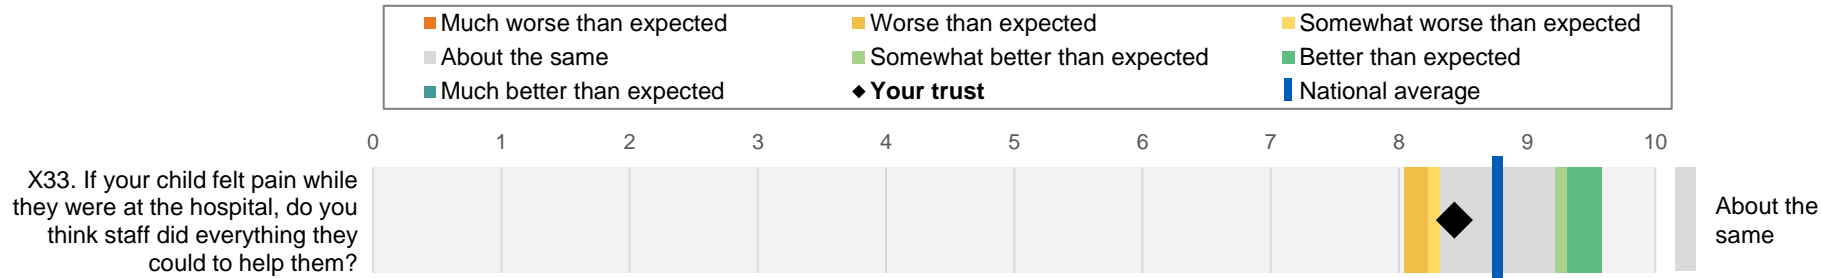 Much worse than expected
Worse than expected
Somewhat worse than expected
About the same
Somewhat better than expected
Better than expected
Much better than expected
Your trust
National average
0 1 2 3 4 5 6 7 8 9 10
X33. If your child felt pain while
they were at the hospital, do you
think staff did everything they
could to help them?
About the
same